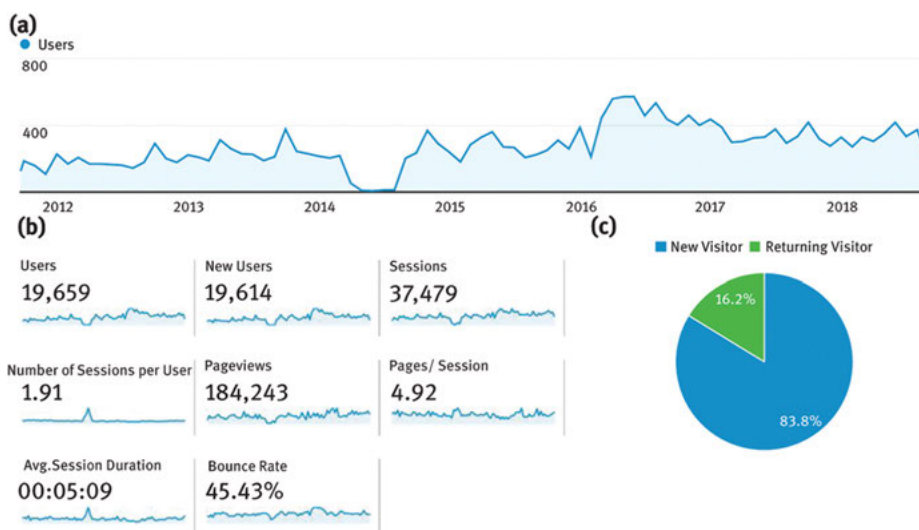 (a)
Users
800
400
2012 2013 2014 2015 2016 2017 2018
(b)
Users New Users Sessions
19,659 19,614 37,479
Number of Sessions per User Pageviews Pages/ Session
1.91 184,243 4.92
Avg.Session Duration Bounce Rate
00:05:09 45.43%
(c)
New Visitor Returning Visitor
16.2%
83.8%